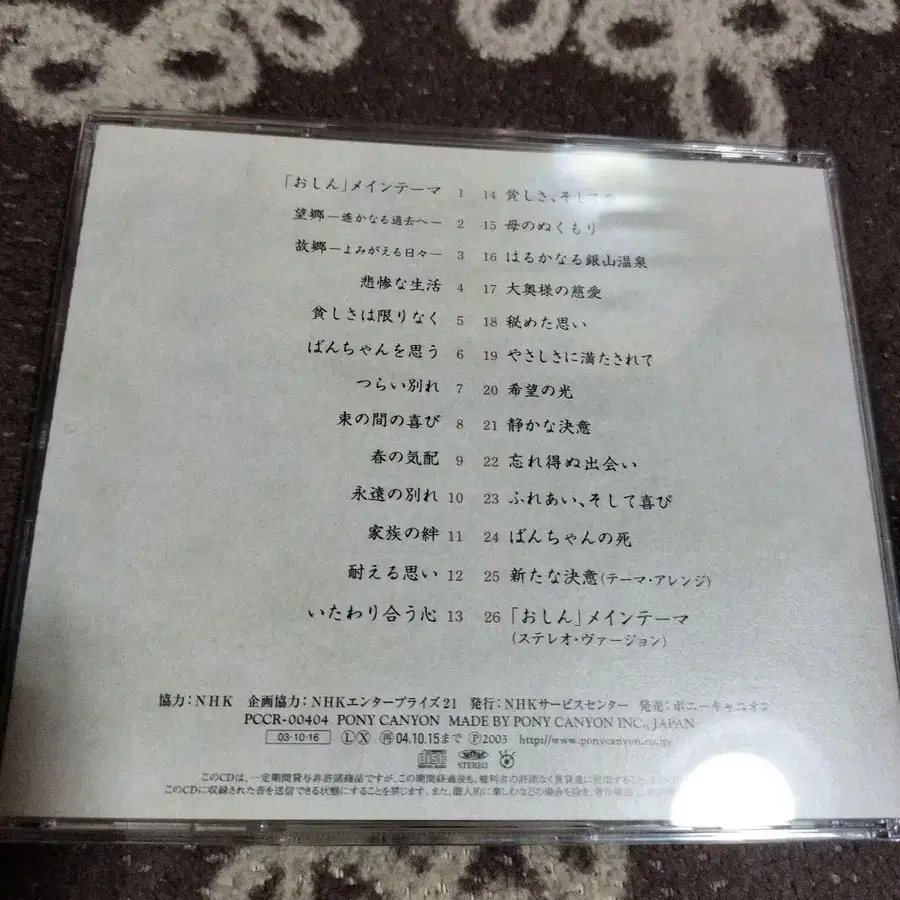 「おしん」メインテーマ 1
望郷―遙かなる過去へ― 2
故郷―よみがえる日々― 3
悲惨な生活 4
貧しさは限りなく 5
ばんちゃんを思う 6
つらい別れ 7
束の間の喜び 8
春の気配 9
永遠の別れ 10
家族の絆 11
耐える思い 12
いたわり合う心 13
14 貧しさ、そして
15 母のぬくもり
16 はるかなる銀山温泉
17 大奥様の慈愛
18 秘めた思い
19 やさしさに満たされて
20 希望の光
21 静かな決意
22 忘れ得ぬ出会い
23 ふれあい、そして喜び
24 ばんちゃんの死
25 新たな決意(テーマ・アレンジ)
26 「おしん」メインテーマ
(ステレオ・ヴァージョン)
協力：NHK 企画協力：NHKエンタープライズ21 発行：NHKサービスセンター 発売：ポニーキャニオン
PCCR-00404 PONY CANYON MADE BY PONY CANYON INC., JAPAN
03・10・16 Ⓛ Ⓧ ㊐04.10.15まで Ⓟ2003 http://www.ponycanyon.co.jp/
disc
DIGITAL AUDIO
STEREO
このCDは、一定期間貸与非許諾商品ですが、この期間経過後も、権利者の許諾なく賃貸業に使用すること
このCDに収録された音を送信できる状態にすることを禁じます。また、個人的に楽しむなどの場合を除き、